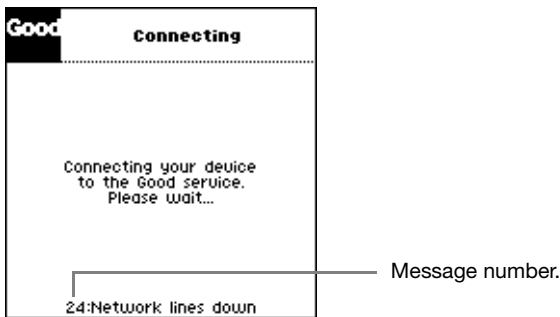 Good
Connecting
Connecting your device
to the Good service.
Please wait...
Message number.
24:Network lines down